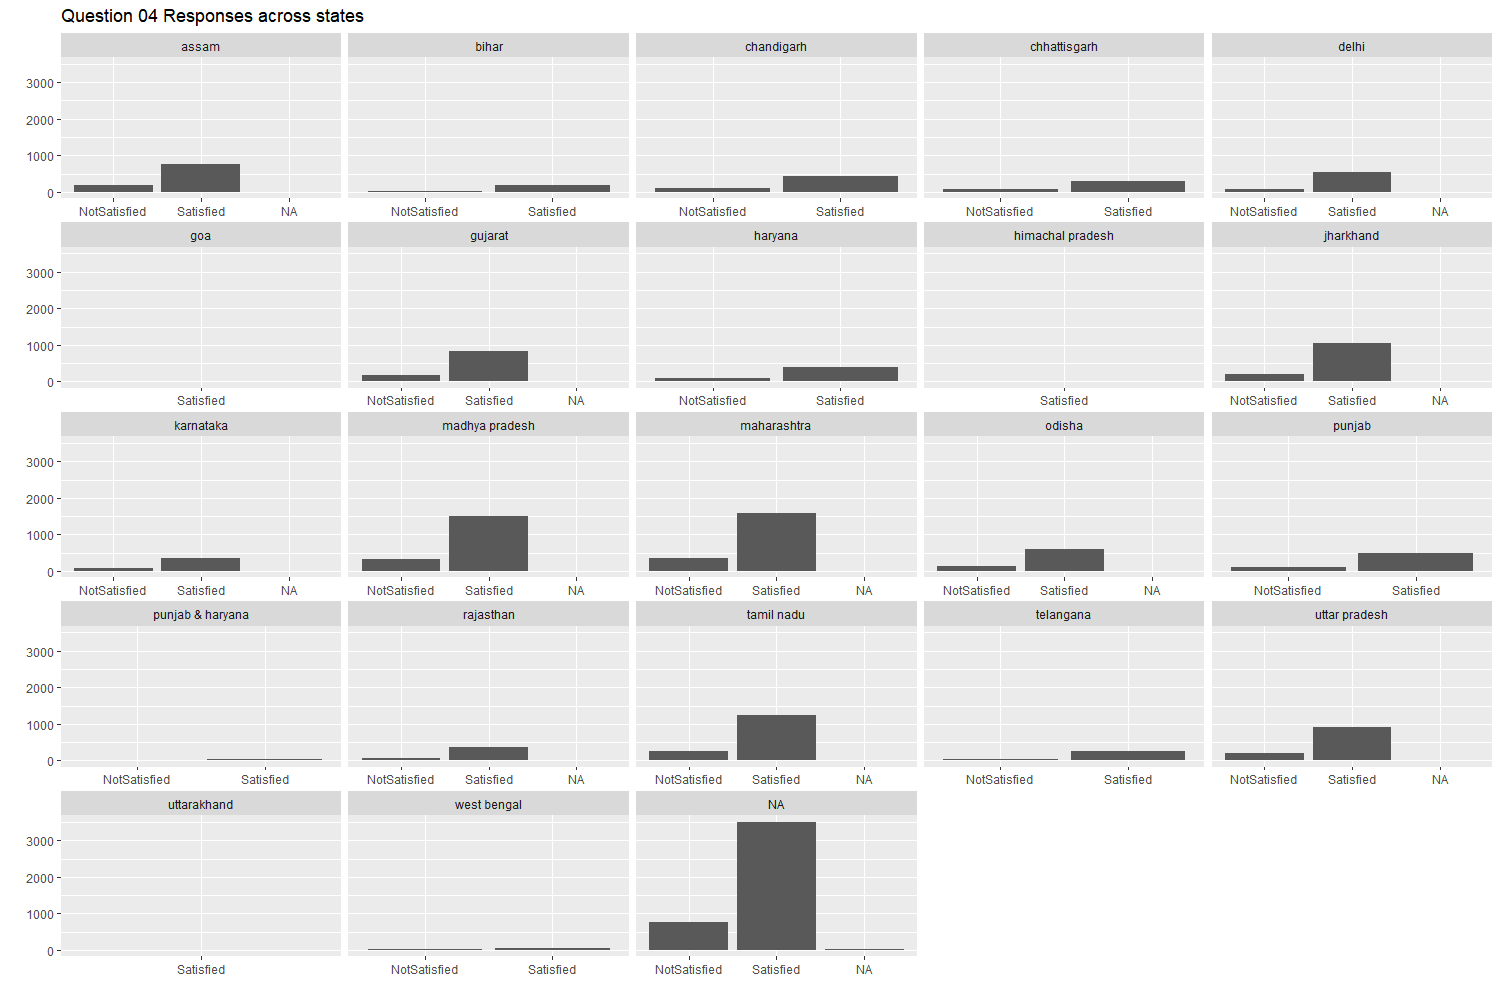 Question 04 Responses across states
assam bihar chandigarh chhattisgarh delhi
3000
2000
1000
0
NotSatisfied Satisfied NA NotSatisfied Satisfied NotSatisfied Satisfied NotSatisfied Satisfied NotSatisfied Satisfied NA
goa gujarat haryana himachal pradesh jharkhand
3000
2000
1000
0
Satisfied NotSatisfied Satisfied NA NotSatisfied Satisfied Satisfied NotSatisfied Satisfied NA
karnataka madhya pradesh maharashtra odisha punjab
3000
2000
1000
0
NotSatisfied Satisfied NA NotSatisfied Satisfied NA NotSatisfied Satisfied NA NotSatisfied Satisfied NA NotSatisfied Satisfied
punjab & haryana rajasthan tamil nadu telangana uttar pradesh
3000
2000
1000
0
NotSatisfied Satisfied NotSatisfied Satisfied NA NotSatisfied Satisfied NA NotSatisfied Satisfied NotSatisfied Satisfied NA
uttarakhand west bengal NA
3000
2000
1000
0
Satisfied NotSatisfied Satisfied NotSatisfied Satisfied NA